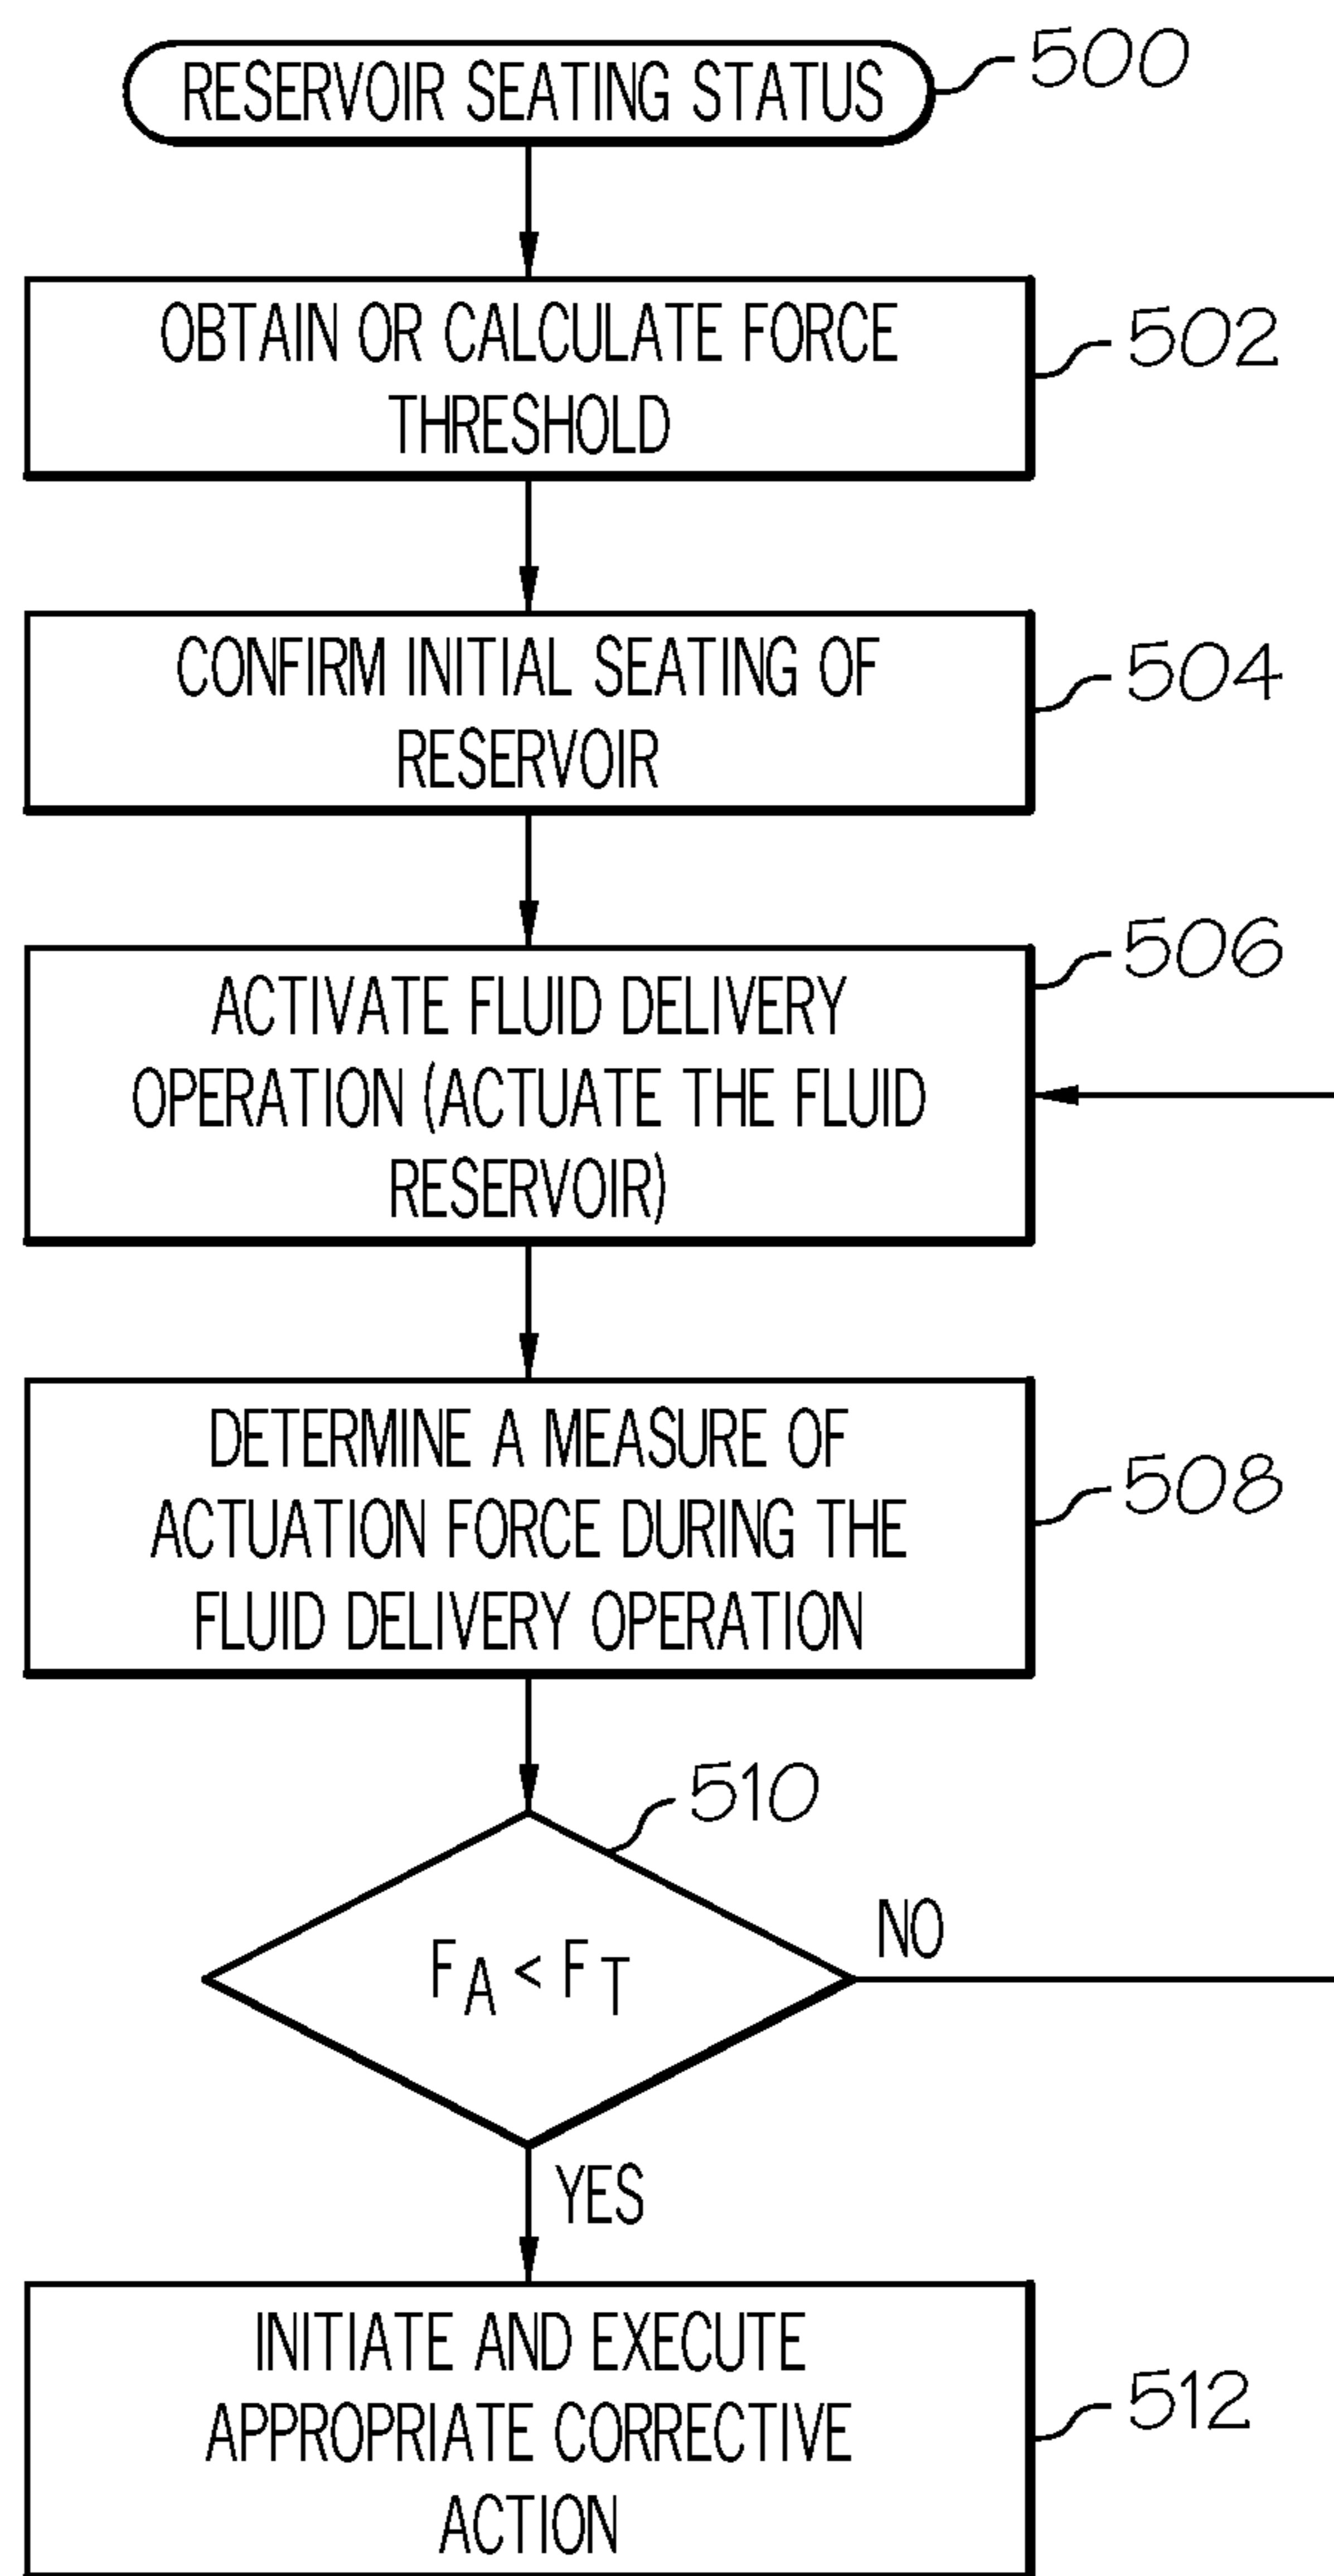 RESERVOIR SEATING STATUS
500
OBTAIN OR CALCULATE FORCE
THRESHOLD
502
CONFIRM INITIAL SEATING OF
RESERVOIR
504
ACTIVATE FLUID DELIVERY
OPERATION (ACTUATE THE FLUID
RESERVOIR)
506
DETERMINE A MEASURE OF
ACTUATION FORCE DURING THE
FLUID DELIVERY OPERATION
508
510
F A < F T
NO
YES
INITIATE AND EXECUTE
APPROPRIATE CORRECTIVE
ACTION
512